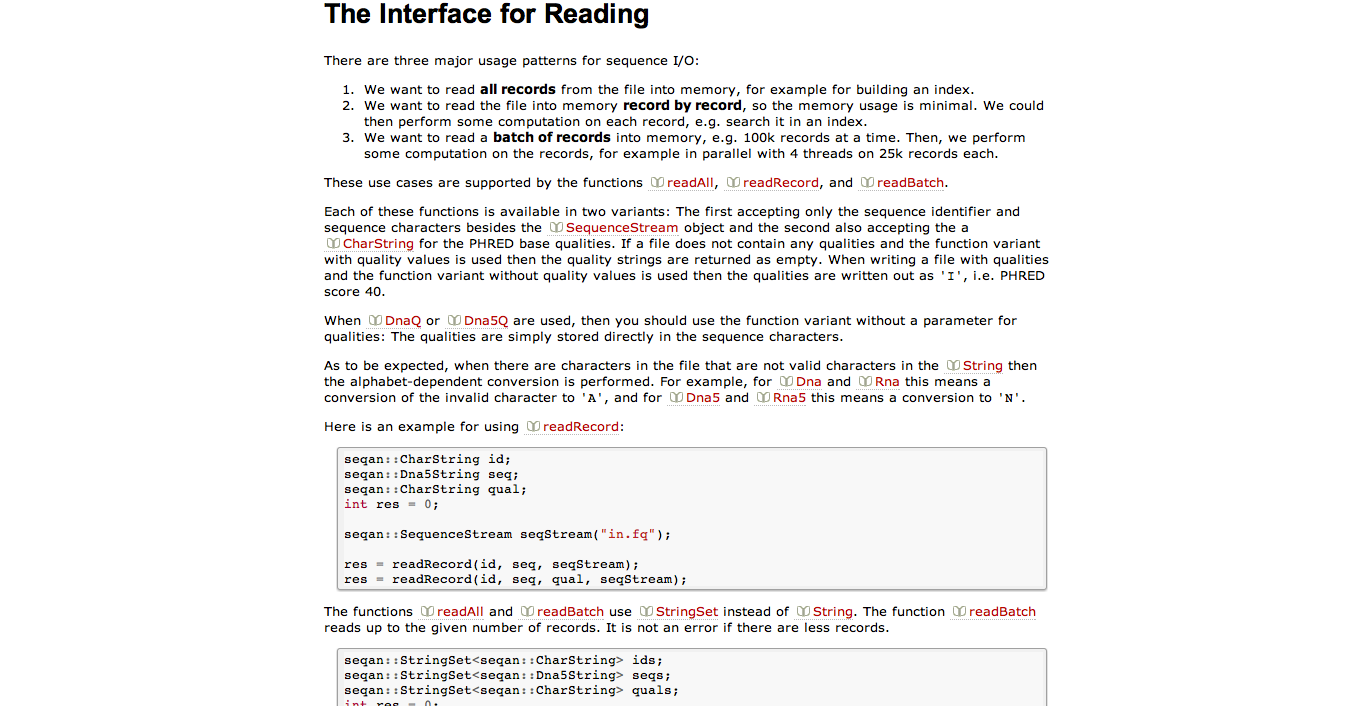 The Interface for Reading
There are three major usage patterns for sequence I/O:
1. We want to read all records from the file into memory, for example for building an index.
2. We want to read the file into memory record by record, so the memory usage is minimal. We could
then perform some computation on each record, e.g. search it in an index.
3. We want to read a batch of records into memory, e.g. 100k records at a time. Then, we perform
some computation on the records, for example in parallel with 4 threads on 25k records each.
These use cases are supported by the functions readAll, readRecord, and readBatch.
Each of these functions is available in two variants: The first accepting only the sequence identifier and
sequence characters besides the SequenceStream object and the second also accepting the a
CharString for the PHRED base qualities. If a file does not contain any qualities and the function variant
with quality values is used then the quality strings are returned as empty. When writing a file with qualities
and the function variant without quality values is used then the qualities are written out as 'I', i.e. PHRED
score 40.
When DnaQ or Dna5Q are used, then you should use the function variant without a parameter for
qualities: The qualities are simply stored directly in the sequence characters.
As to be expected, when there are characters in the file that are not valid characters in the String then
the alphabet-dependent conversion is performed. For example, for Dna and Rna this means a
conversion of the invalid character to 'A', and for Dna5 and Rna5 this means a conversion to 'N'.
Here is an example for using readRecord:
seqan::CharString id;
seqan::Dna5String seq;
seqan::CharString qual;
int res = 0;
seqan::SequenceStream seqStream("in.fq");
res = readRecord(id, seq, seqStream);
res = readRecord(id, seq, qual, seqStream);
The functions readAll and readBatch use StringSet instead of String. The function readBatch
reads up to the given number of records. It is not an error if there are less records.
seqan::StringSet<seqan::CharString> ids;
seqan::StringSet<seqan::Dna5String> seqs;
seqan::StringSet<seqan::CharString> quals;
int res = 0;